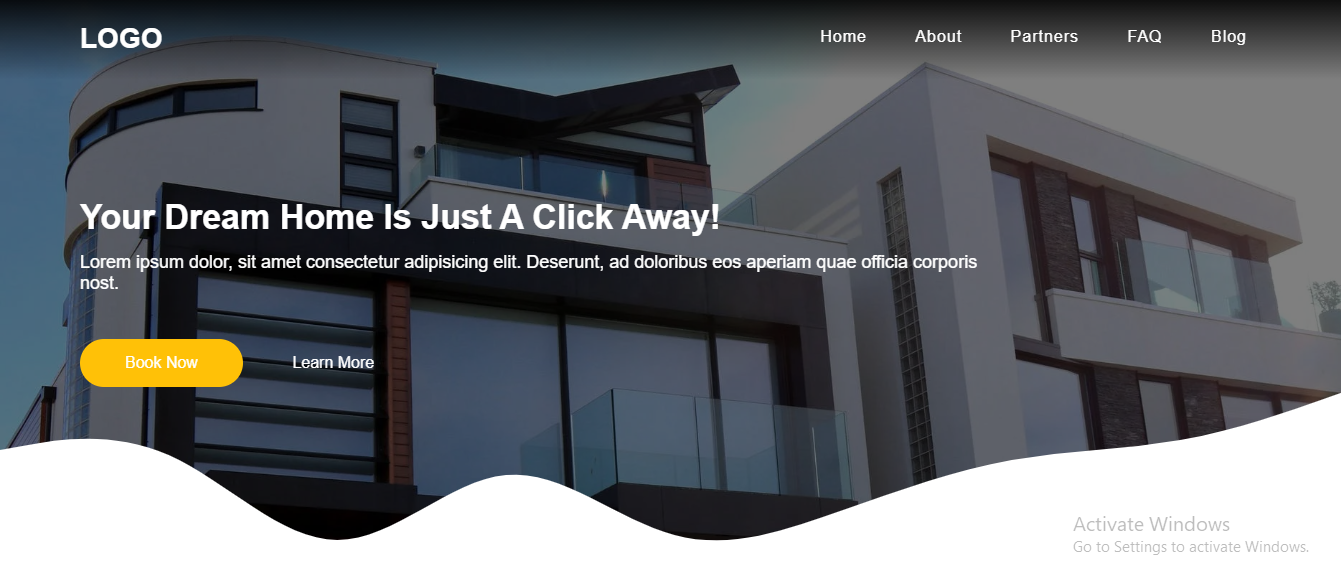 LOGO
Home About Partners FAQ Blog
Your Dream Home Is Just A Click Away!
Lorem ipsum dolor, sit amet consectetur adipisicing elit. Deserunt, ad doloribus eos aperiam quae officia corporis
nost.
Book Now Learn More
Activate Windows
Go to Settings to activate Windows.